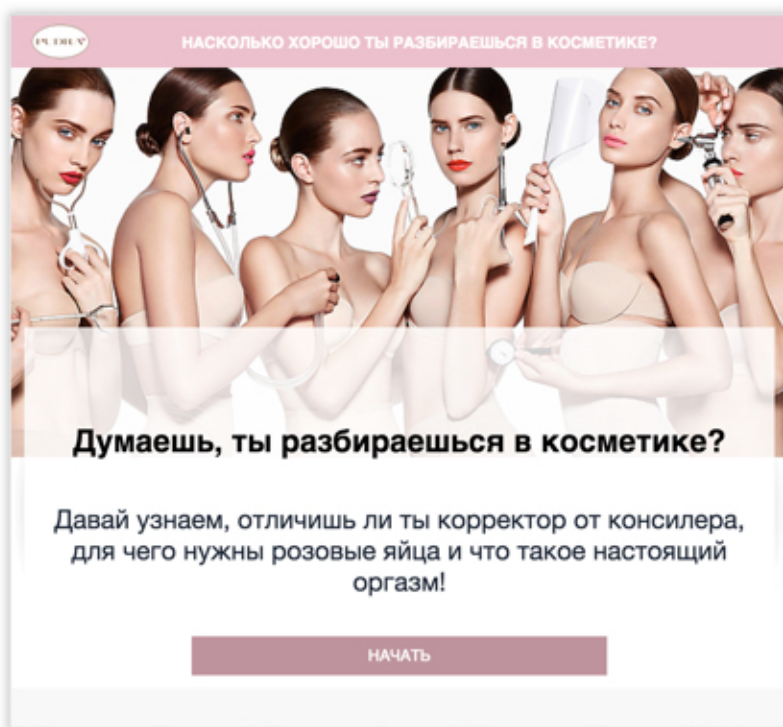 PUDRA
НАСКОЛЬКО ХОРОШО ТЫ РАЗБИРАЕШЬСЯ В КОСМЕТИКЕ?
Думаешь, ты разбираешься в косметике?
Давай узнаем, отличишь ли ты корректор от консилера,
для чего нужны розовые яйца и что такое настоящий
оргазм!
НАЧАТЬ